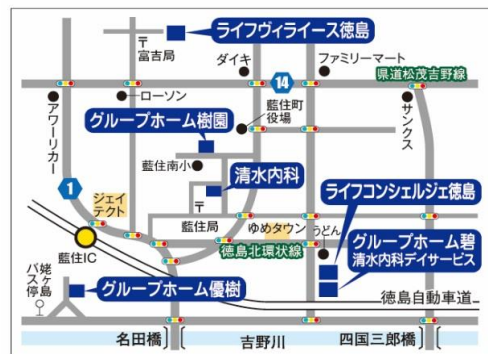 ライフヴィライース徳島
〒
富吉局
ダイキ
ファミリーマート
14
県道松茂吉野線
アワーリカー
ローソン
藍住町
役場
サンクス
グループホーム樹園
藍住南小
清水内科
1
ジェイ
テクト
〒
藍住局
ゆめタウン
うどん
ライフコンシェルジェ徳島
徳島北環状線
グループホーム碧
清水内科デイサービス
藍住IC
姥ヶ島
バス停
グループホーム優樹
徳島自動車道
名田橋
吉野川
四国三郎橋